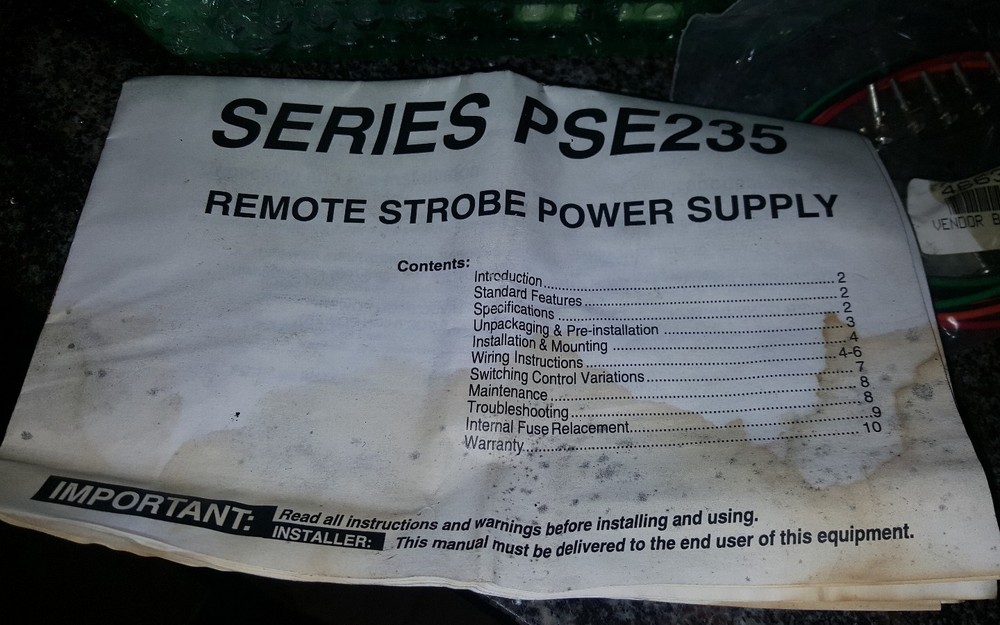 SERIES PSE235
REMOTE STROBE POWER SUPPLY
Contents:
Introduction 2
Standard Features 2
Specifications 2
Unpackaging & Pre-installation 3
Installation & Mounting 4
Wiring Instructions 4-6
Switching Control Variations 7
Maintenance 8
Troubleshooting 8
Internal Fuse Relacement 9
Warranty 10
IMPORTANT: Read all instructions and warnings before installing and using.
INSTALLER: This manual must be delivered to the end user of this equipment.
VENDOR